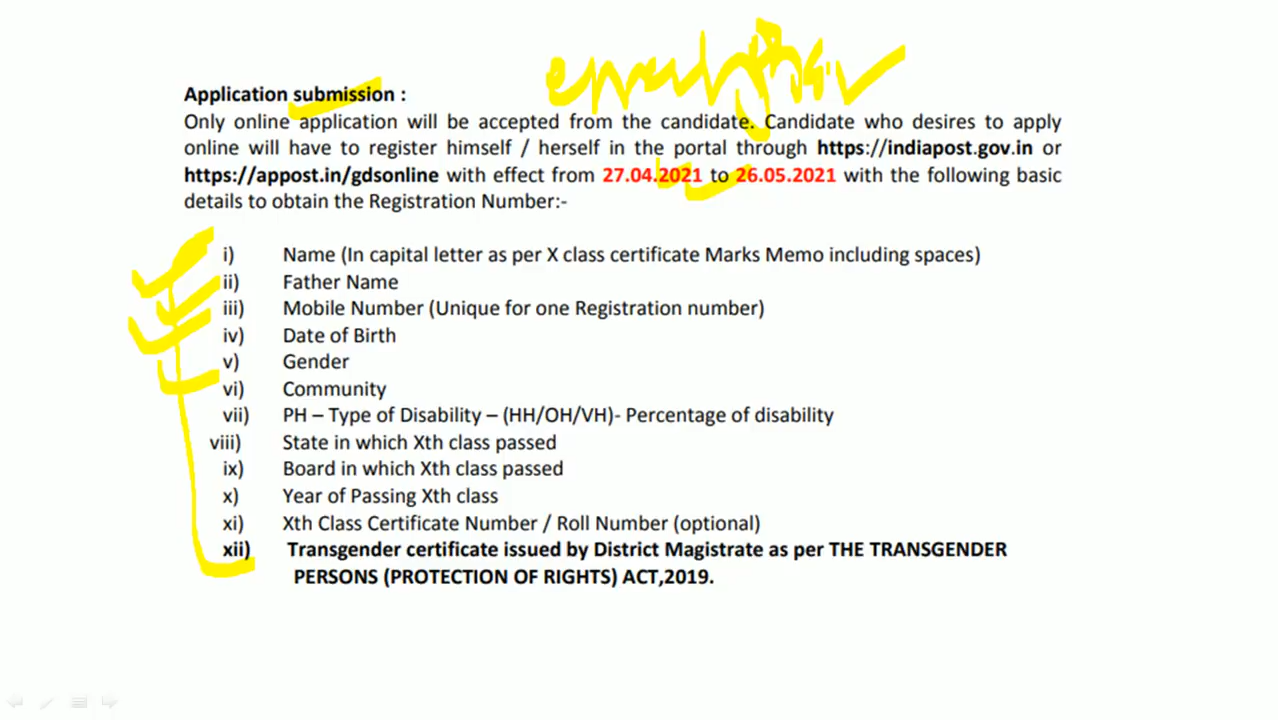 Application submission :
Only online application will be accepted from the candidate. Candidate who desires to apply
online will have to register himself / herself in the portal through https://indiapost.gov.in or
https://appost.in/gdsonline with effect from 27.04.2021 to 26.05.2021 with the following basic
details to obtain the Registration Number:-
i) Name (In capital letter as per X class certificate Marks Memo including spaces)
ii) Father Name
iii) Mobile Number (Unique for one Registration number)
iv) Date of Birth
v) Gender
vi) Community
vii) PH – Type of Disability – (HH/OH/VH)- Percentage of disability
viii) State in which Xth class passed
ix) Board in which Xth class passed
x) Year of Passing Xth class
xi) Xth Class Certificate Number / Roll Number (optional)
xii) Transgender certificate issued by District Magistrate as per THE TRANSGENDER
PERSONS (PROTECTION OF RIGHTS) ACT,2019.